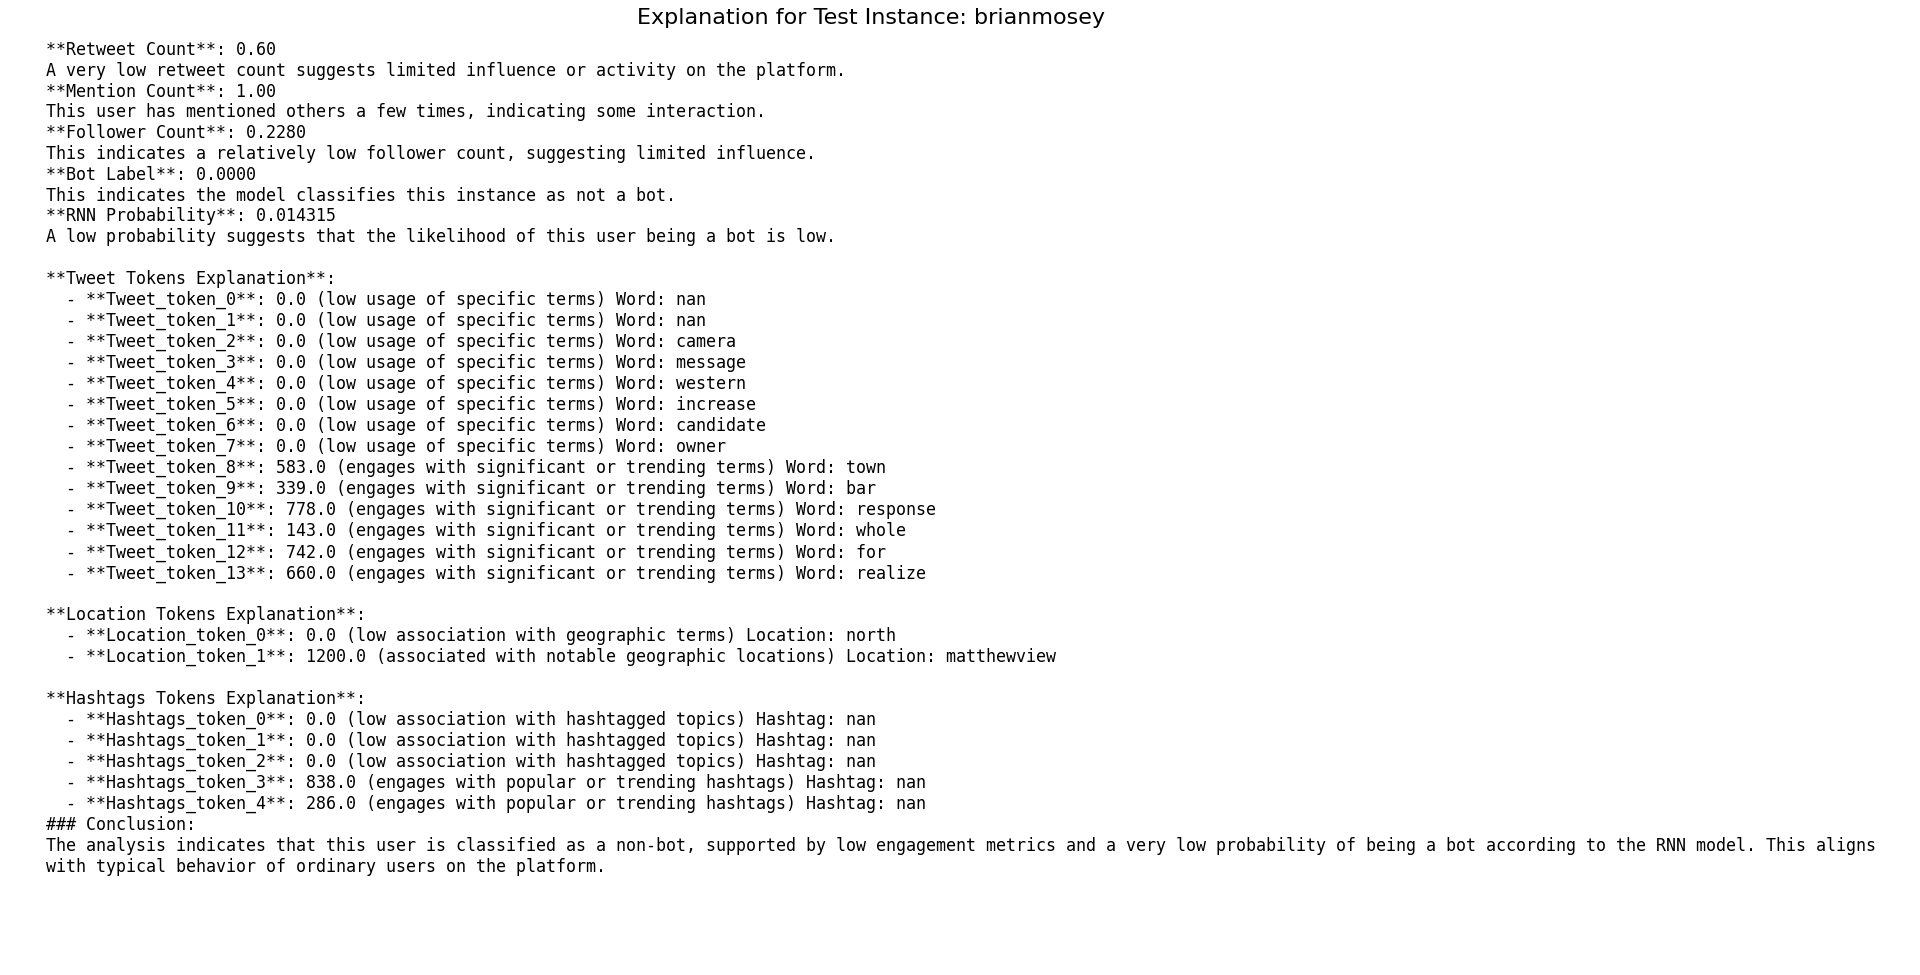 Explanation for Test Instance: brianmosey
**Retweet Count**: 0.60
A very low retweet count suggests limited influence or activity on the platform.
**Mention Count**: 1.00
This user has mentioned others a few times, indicating some interaction.
**Follower Count**: 0.2280
This indicates a relatively low follower count, suggesting limited influence.
**Bot Label**: 0.0000
This indicates the model classifies this instance as not a bot.
**RNN Probability**: 0.014315
A low probability suggests that the likelihood of this user being a bot is low.
**Tweet Tokens Explanation**:
- **Tweet_token_0**: 0.0 (low usage of specific terms) Word: nan
- **Tweet_token_1**: 0.0 (low usage of specific terms) Word: nan
- **Tweet_token_2**: 0.0 (low usage of specific terms) Word: camera
- **Tweet_token_3**: 0.0 (low usage of specific terms) Word: message
- **Tweet_token_4**: 0.0 (low usage of specific terms) Word: western
- **Tweet_token_5**: 0.0 (low usage of specific terms) Word: increase
- **Tweet_token_6**: 0.0 (low usage of specific terms) Word: candidate
- **Tweet_token_7**: 0.0 (low usage of specific terms) Word: owner
- **Tweet_token_8**: 583.0 (engages with significant or trending terms) Word: town
- **Tweet_token_9**: 339.0 (engages with significant or trending terms) Word: bar
- **Tweet_token_10**: 778.0 (engages with significant or trending terms) Word: response
- **Tweet_token_11**: 143.0 (engages with significant or trending terms) Word: whole
- **Tweet_token_12**: 742.0 (engages with significant or trending terms) Word: for
- **Tweet_token_13**: 660.0 (engages with significant or trending terms) Word: realize
**Location Tokens Explanation**:
- **Location_token_0**: 0.0 (low association with geographic terms) Location: north
- **Location_token_1**: 1200.0 (associated with notable geographic locations) Location: matthewview
**Hashtags Tokens Explanation**:
- **Hashtags_token_0**: 0.0 (low association with hashtagged topics) Hashtag: nan
- **Hashtags_token_1**: 0.0 (low association with hashtagged topics) Hashtag: nan
- **Hashtags_token_2**: 0.0 (low association with hashtagged topics) Hashtag: nan
- **Hashtags_token_3**: 838.0 (engages with popular or trending hashtags) Hashtag: nan
- **Hashtags_token_4**: 286.0 (engages with popular or trending hashtags) Hashtag: nan
### Conclusion:
The analysis indicates that this user is classified as a non-bot, supported by low engagement metrics and a very low probability of being a bot according to the RNN model. This aligns
with typical behavior of ordinary users on the platform.